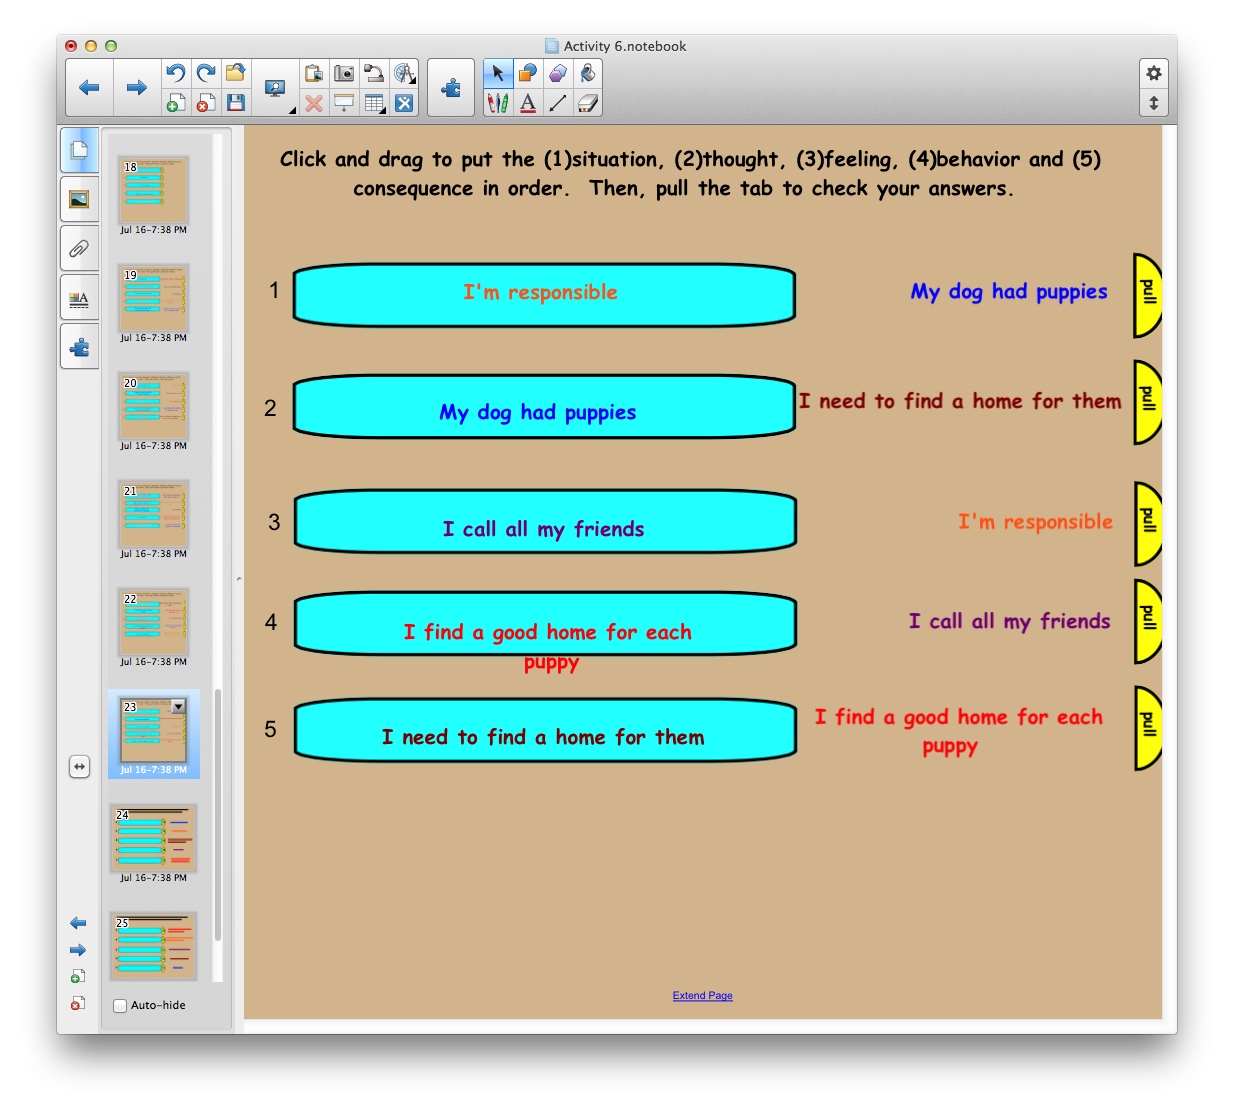 Activity 6.notebook
18
Jul 16-7:38 PM
19
Jul 16-7:38 PM
20
Jul 16-7:38 PM
21
Jul 16-7:38 PM
22
Jul 16-7:38 PM
23
Jul 16-7:38 PM
24
Jul 16-7:38 PM
25
Auto-hide
Click and drag to put the (1)situation, (2)thought, (3)feeling, (4)behavior and (5)
consequence in order. Then, pull the tab to check your answers.
1 I'm responsible My dog had puppies pull
2 My dog had puppies I need to find a home for them pull
3 I call all my friends I'm responsible pull
4 I find a good home for each I call all my friends pull
puppy
5 I need to find a home for them I find a good home for each pull
puppy
Extend Page